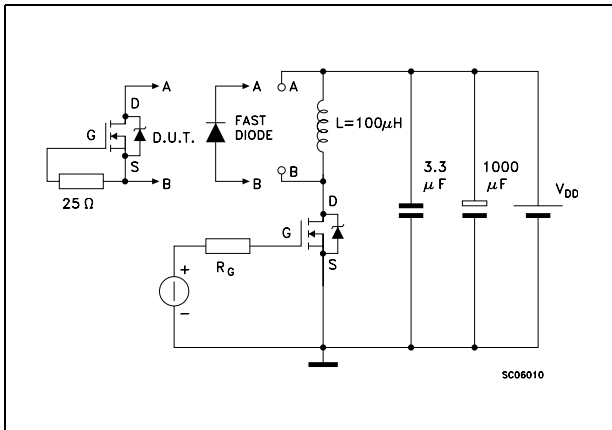 A
D
G
D.U.T.
S
B
25 Ω
A
FAST
DIODE
B
A
L=100μH
B
D
G
S
R_G
+
−
3.3
μF
1000
μF
V_DD
SC06010